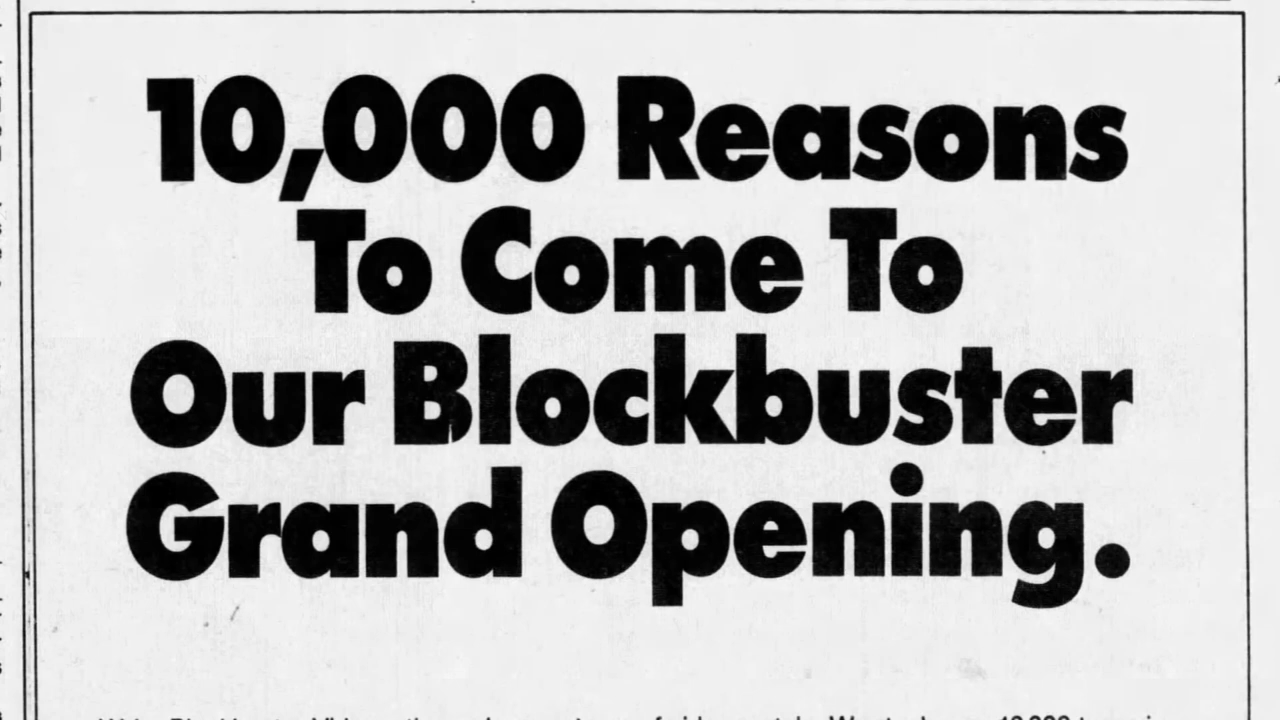 10,000 Reasons
To Come To
Our Blockbuster
Grand Opening.